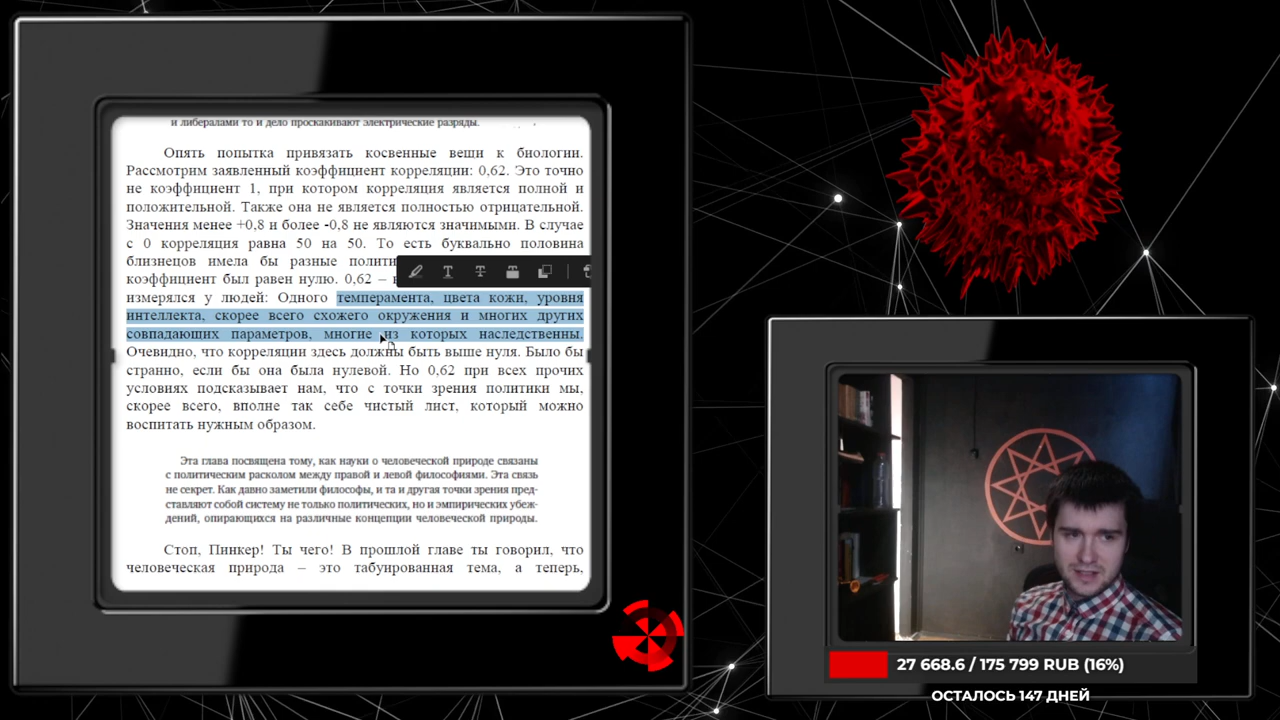 и либералами то и дело проскакивают электрические разряды.
Опять попытка привязать косвенные вещи к биологии.
Рассмотрим заявленный коэффициент корреляции: 0,62. Это точно
не коэффициент 1, при котором корреляция является полной и
положительной. Также она не является полностью отрицательной.
Значения менее +0,8 и более -0,8 не являются значимыми. В случае
с 0 корреляция равна 50 на 50. То есть буквально половина
близнецов имела бы разные
коэффициент был равен нулю. 0,62 –
измерялся у людей: Одного темперамента, цвета кожи, уровня
интеллекта, скорее всего схожего окружения и многих других
совпадающих параметров, многие из которых наследственны.
Очевидно, что корреляции здесь должны быть выше нуля. Было бы
странно, если бы она была нулевой. Но 0,62 при всех прочих
условиях подсказывает нам, что с точки зрения политики мы,
скорее всего, вполне так себе чистый лист, который можно
воспитать нужным образом.
Эта глава посвящена тому, как науки о человеческой природе связаны
с политическим расколом между правой и левой философиями. Эта связь
не секрет. Как давно заметили философы, и та и другая точки зрения пред-
ставляют собой систему не только политических, но и эмпирических убеж-
дений, опирающихся на различные концепции человеческой природы.
Стоп, Пинкер! Ты чего! В прошлой главе ты говорил, что
человеческая природа – это табуированная тема, а теперь,
27 668.6 / 175 799 RUB (16%)
ОСТАЛОСЬ 147 ДНЕЙ